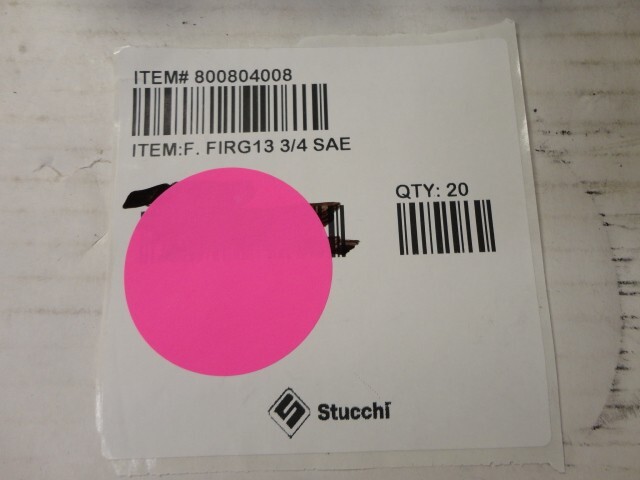 ITEM# 800804008
ITEM:F. FIRG13 3/4 SAE
QTY: 20
Stucchi